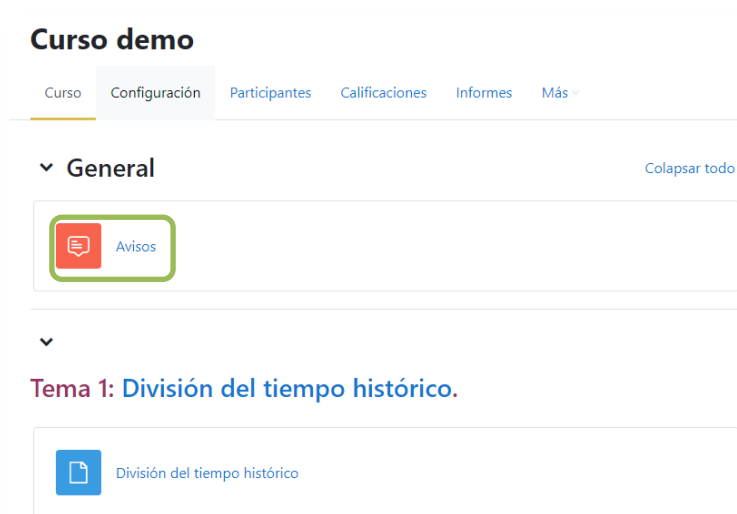 Curso demo
Curso Configuración Participantes Calificaciones Informes Más
General
Colapsar todo
Avisos
Tema 1: División del tiempo histórico.
División del tiempo histórico